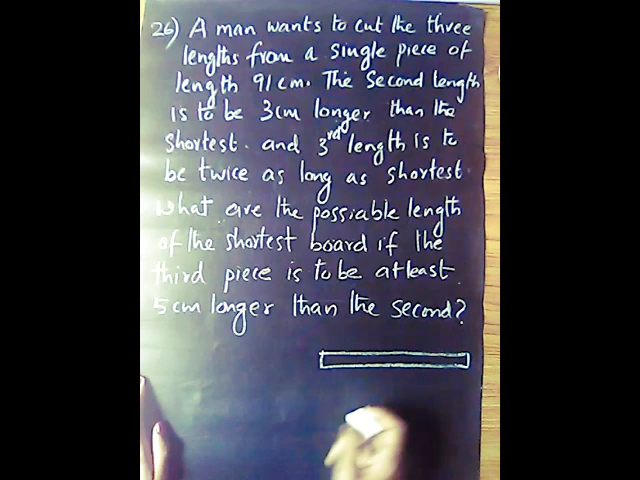 26) A man wants to cut the three
lengths from a single piece of
length 91cm. The Second length
is to be 3cm longer than the
shortest. and 3rd length is to
be twice as long as shortest
what are the possiable length
of the shortest board if the
third piece is to be atleast
5cm longer than the second?